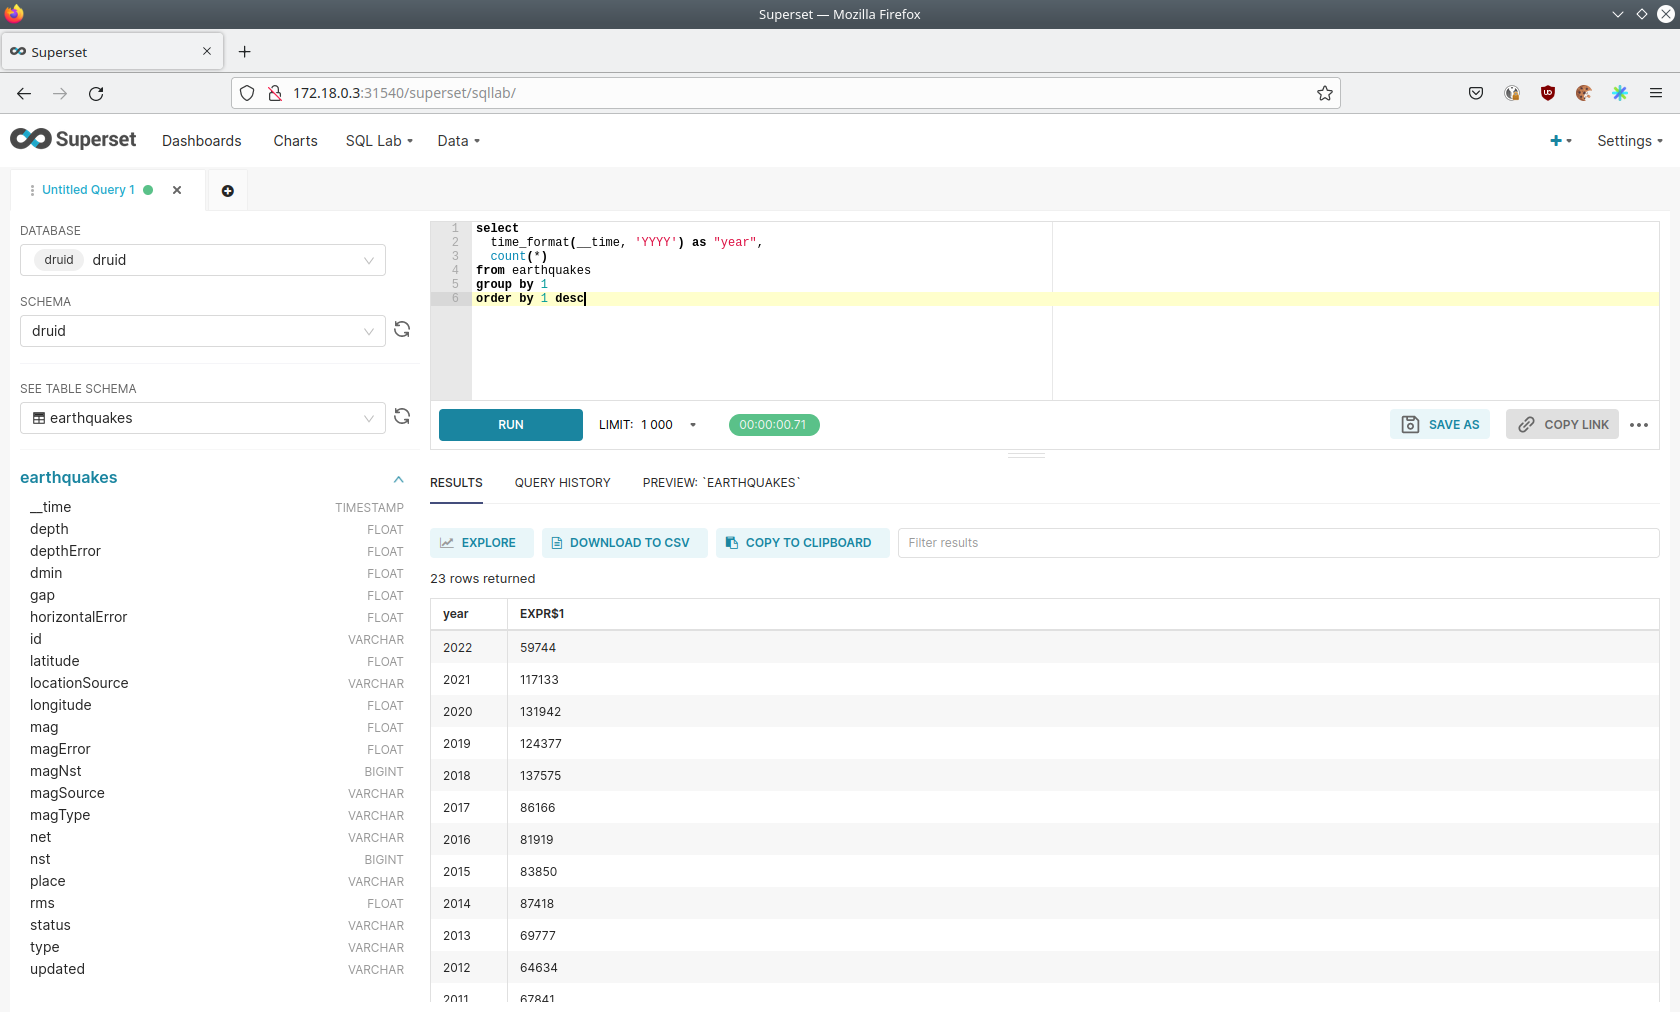 Superset — Mozilla Firefox
Superset
172.18.0.3:31540/superset/sqllab/
Superset Dashboards Charts SQL Lab Data Settings
Untitled Query 1
DATABASE
druid druid
SCHEMA
druid
SEE TABLE SCHEMA
earthquakes
earthquakes
__time TIMESTAMP
depth FLOAT
depthError FLOAT
dmin FLOAT
gap FLOAT
horizontalError FLOAT
id VARCHAR
latitude FLOAT
locationSource VARCHAR
longitude FLOAT
mag FLOAT
magError FLOAT
magNst BIGINT
magSource VARCHAR
magType VARCHAR
net VARCHAR
nst BIGINT
place VARCHAR
rms FLOAT
status VARCHAR
type VARCHAR
updated VARCHAR
1 select
2 time_format(__time, 'YYYY') as "year",
3 count(*)
4 from earthquakes
5 group by 1
6 order by 1 desc
RUN LIMIT: 1 000 00:00:00.71 SAVE AS COPY LINK
RESULTS QUERY HISTORY PREVIEW: `EARTHQUAKES`
EXPLORE DOWNLOAD TO CSV COPY TO CLIPBOARD Filter results
23 rows returned
year EXPR$1
2022 59744
2021 117133
2020 131942
2019 124377
2018 137575
2017 86166
2016 81919
2015 83850
2014 87418
2013 69777
2012 64634
2011 67841